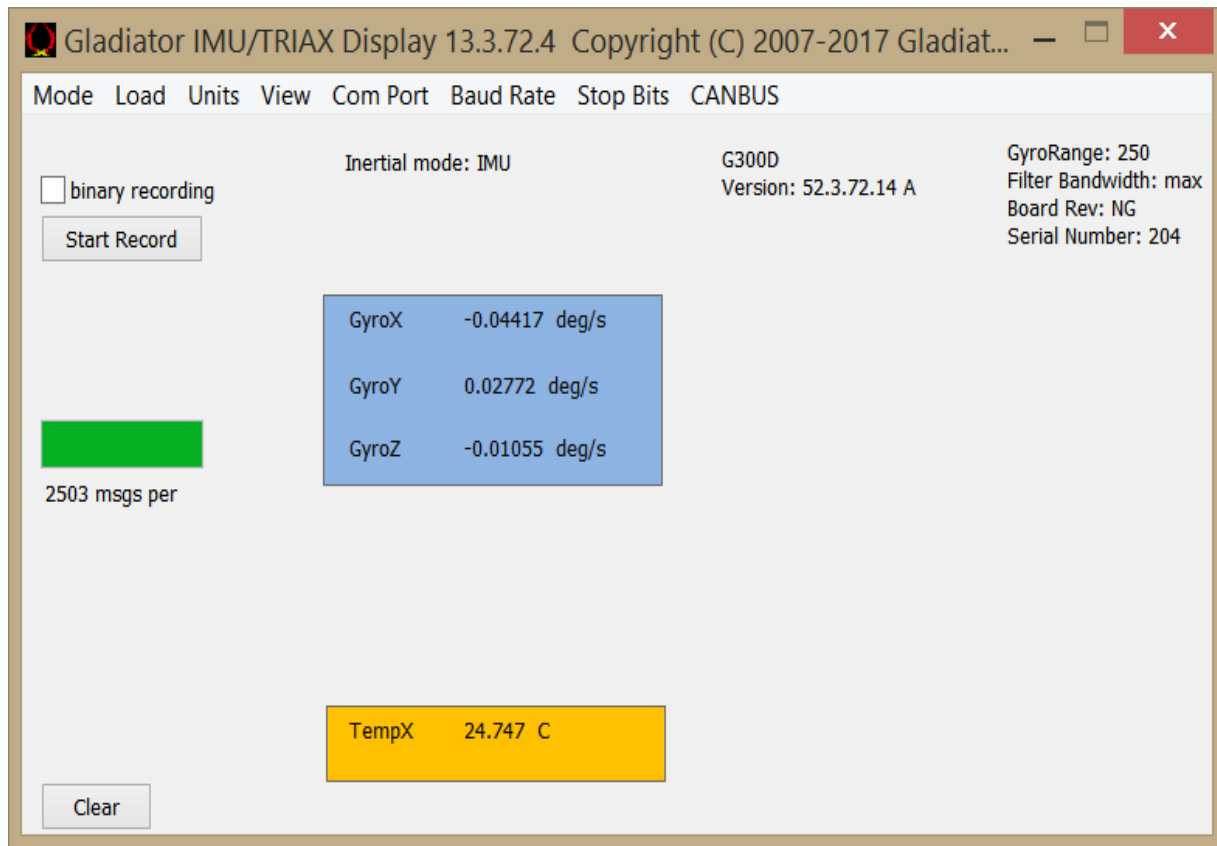 Gladiator IMU/TRIAX Display 13.3.72.4 Copyright (C) 2007-2017 Gladiat...
Mode Load Units View Com Port Baud Rate Stop Bits CANBUS
binary recording
Start Record
Inertial mode: IMU
G300D
Version: 52.3.72.14 A
GyroRange: 250
Filter Bandwidth: max
Board Rev: NG
Serial Number: 204
GyroX -0.04417 deg/s
GyroY 0.02772 deg/s
GyroZ -0.01055 deg/s
2503 msgs per
TempX 24.747 C
Clear